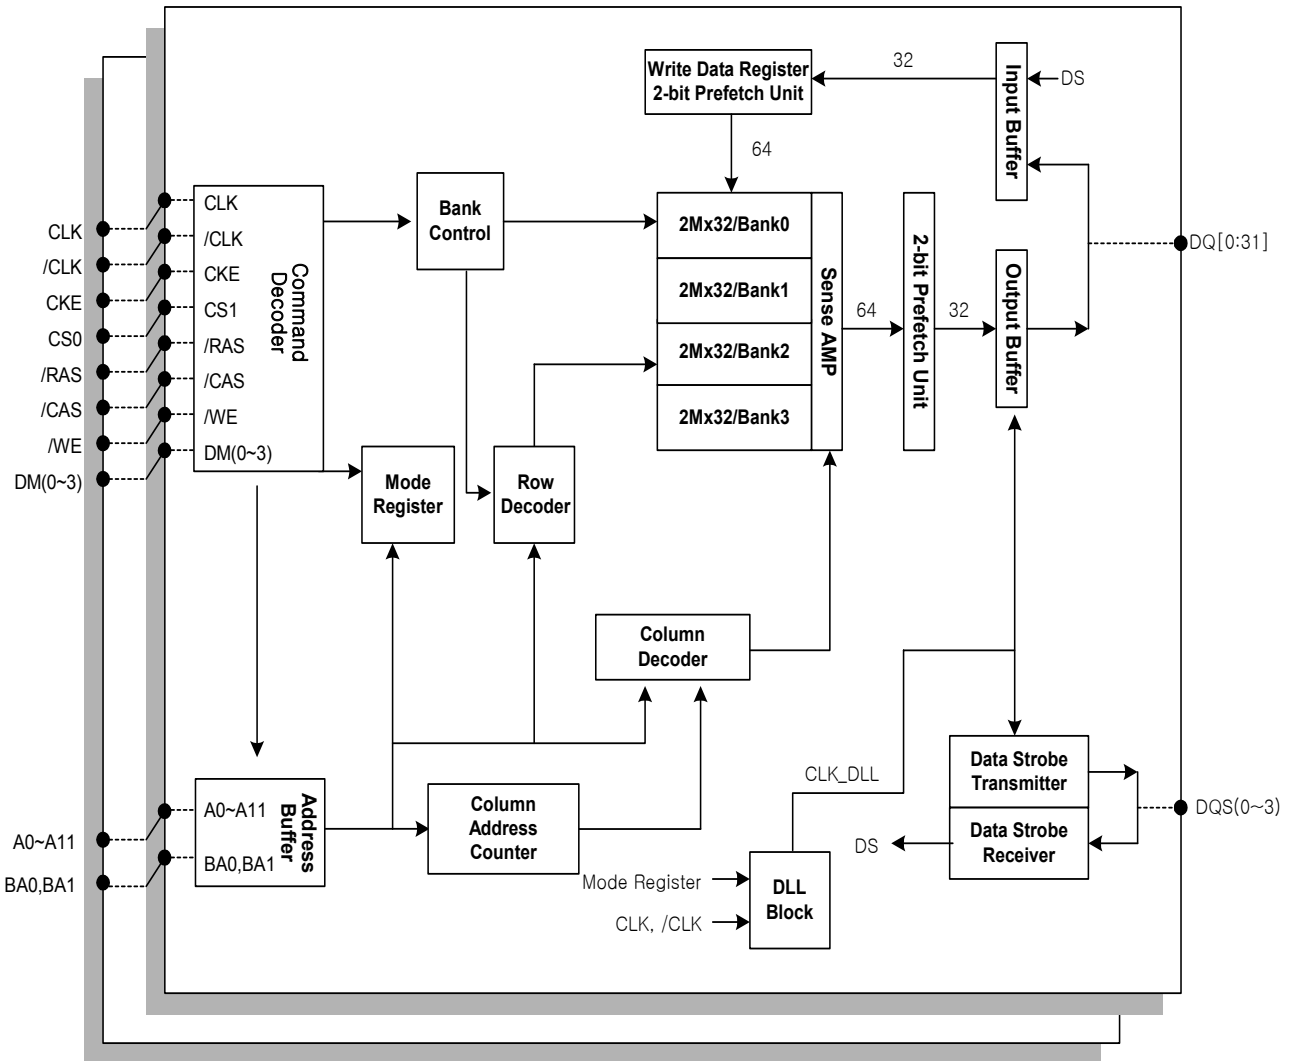 Write Data Register
2-bit Prefetch Unit
32
Input Buffer
DS
64
CLK
/CLK
CKE
CS0
/RAS
/CAS
/WE
DM(0~3)
CLK
/CLK
CKE
CS1
/RAS
/CAS
/WE
DM(0~3)
Command
Decoder
Bank
Control
2Mx32/Bank0
2Mx32/Bank1
2Mx32/Bank2
2Mx32/Bank3
Sense AMP
64
2-bit Prefetch Unit
32
Output Buffer
DQ[0:31]
Mode
Register
Row
Decoder
Column
Decoder
A0~A11
BA0,BA1
A0~A11
BA0,BA1
Address
Buffer
Column
Address
Counter
CLK_DLL
Mode Register
CLK, /CLK
DLL
Block
Data Strobe
Transmitter
Data Strobe
Receiver
DS
DQS(0~3)